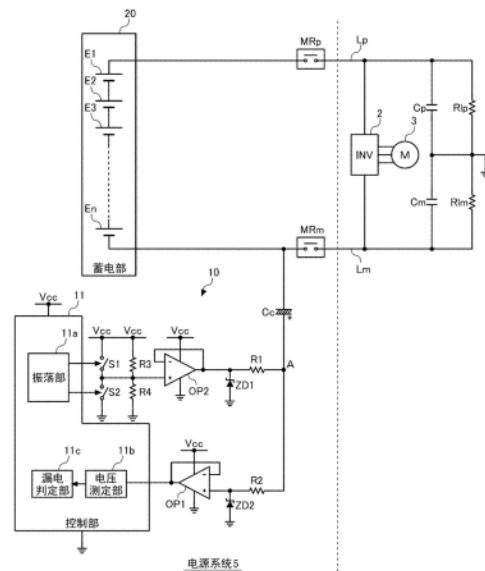 20
E1
E2
E3
En
蓄电部
MRp
Lp
Cp
Rlp
2
3
INV
M
Cm
Rlm
MRm
Lm
10
Cc
Vcc
11
11a
振荡部
Vcc
Vcc
Vcc
S1
R3
S2
R4
OP2
ZD1
R1
A
11c
漏电
判定部
11b
电压
测定部
Vcc
OP1
R2
ZD2
控制部
电源系统5